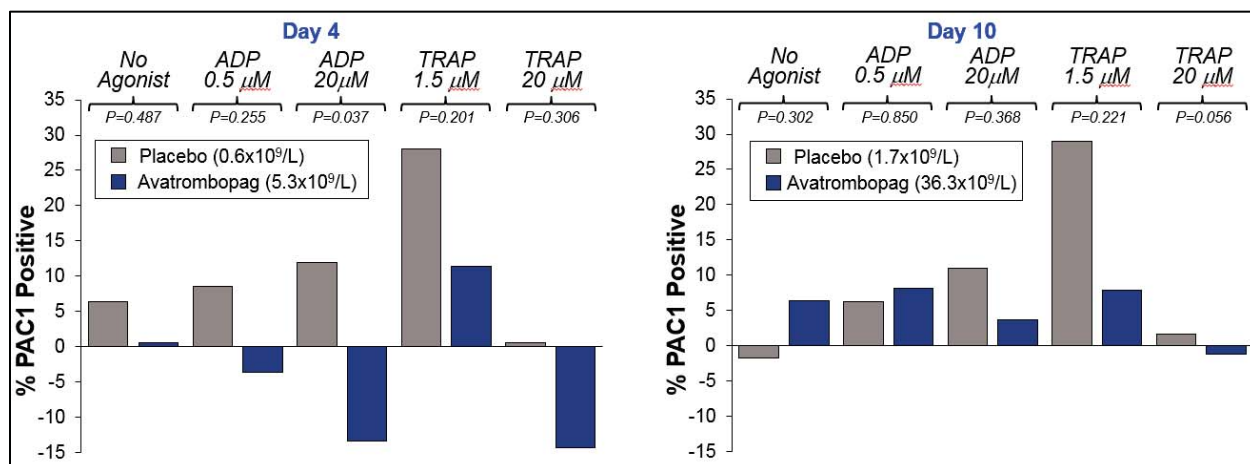 Day 4
No Agonist
ADP 0.5 μM
ADP 20μM
TRAP 1.5 μM
TRAP 20 μM
P=0.487
P=0.255
P=0.037
P=0.201
P=0.306
Placebo (0.6x10⁹/L)
Avatrombopag (5.3x10⁹/L)
% PAC1 Positive
35
30
25
20
15
10
5
0
-5
-10
-15
Day 10
No Agonist
ADP 0.5 μM
ADP 20μM
TRAP 1.5 μM
TRAP 20 μM
P=0.302
P=0.850
P=0.368
P=0.221
P=0.056
Placebo (1.7x10⁹/L)
Avatrombopag (36.3x10⁹/L)
% PAC1 Positive
35
30
25
20
15
10
5
0
-5
-10
-15